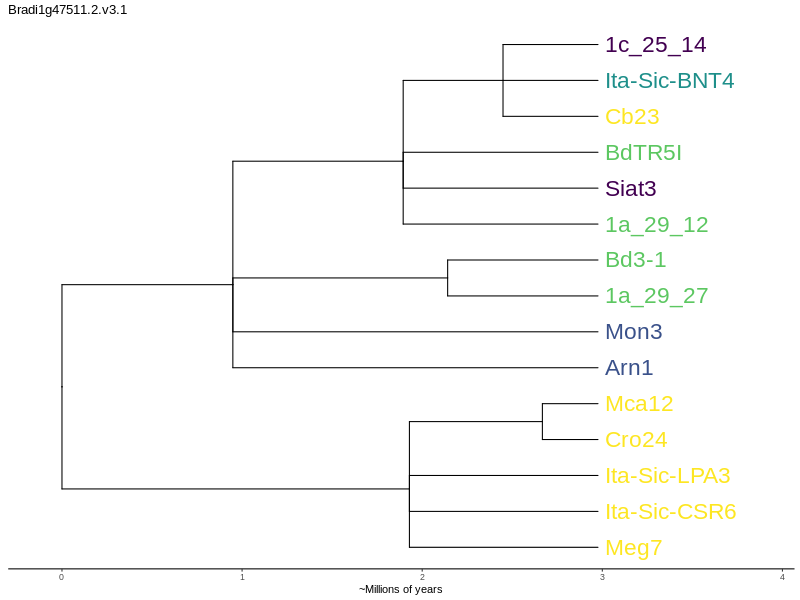 Bradi1g47511.2.v3.1
1c_25_14
Ita-Sic-BNT4
Cb23
BdTR5I
Siat3
1a_29_12
Bd3-1
1a_29_27
Mon3
Arn1
Mca12
Cro24
Ita-Sic-LPA3
Ita-Sic-CSR6
Meg7
0 1 2 3 4
~Millions of years